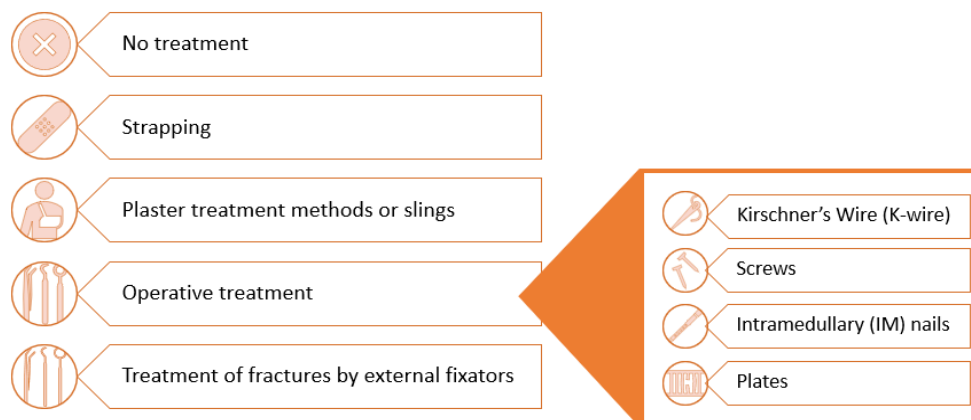 No treatment
Strapping
Plaster treatment methods or slings
Operative treatment
Treatment of fractures by external fixators
Kirschner’s Wire (K-wire)
Screws
Intramedullary (IM) nails
Plates